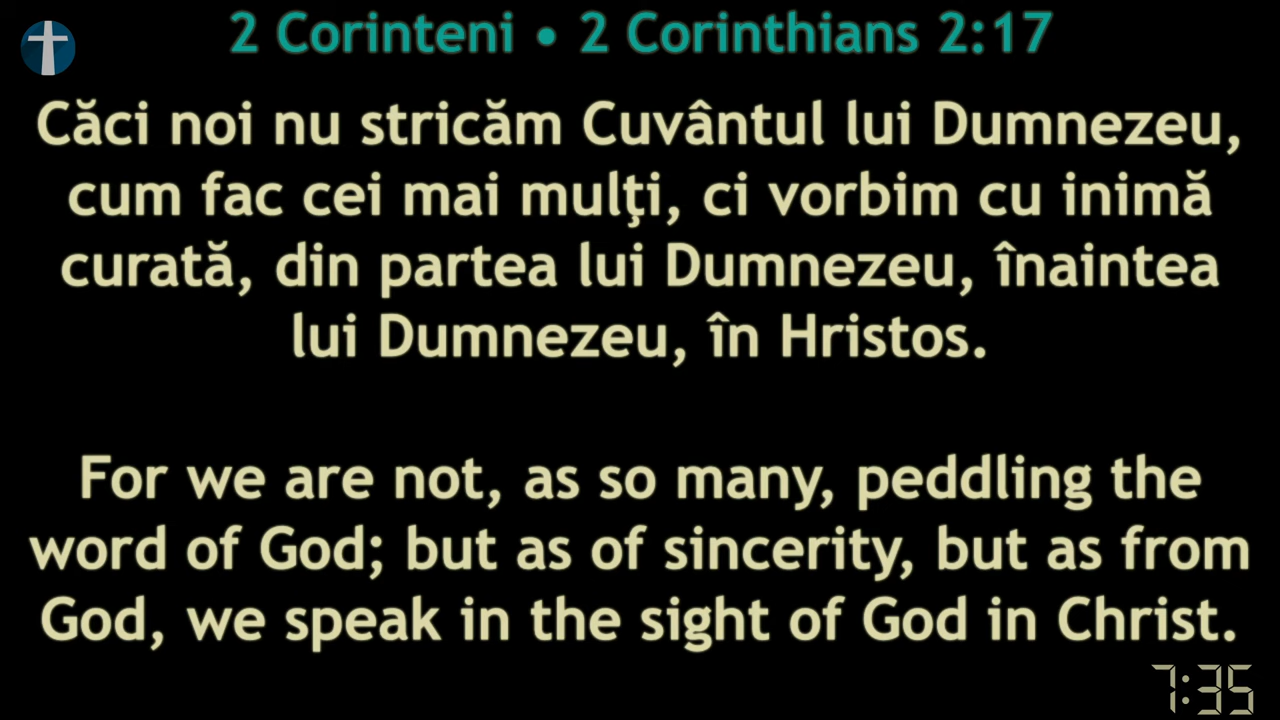 2 Corinteni • 2 Corinthians 2:17
Căci noi nu stricăm Cuvântul lui Dumnezeu,
cum fac cei mai mulţi, ci vorbim cu inimă
curată, din partea lui Dumnezeu, înaintea
lui Dumnezeu, în Hristos.
For we are not, as so many, peddling the
word of God; but as of sincerity, but as from
God, we speak in the sight of God in Christ.
7:35